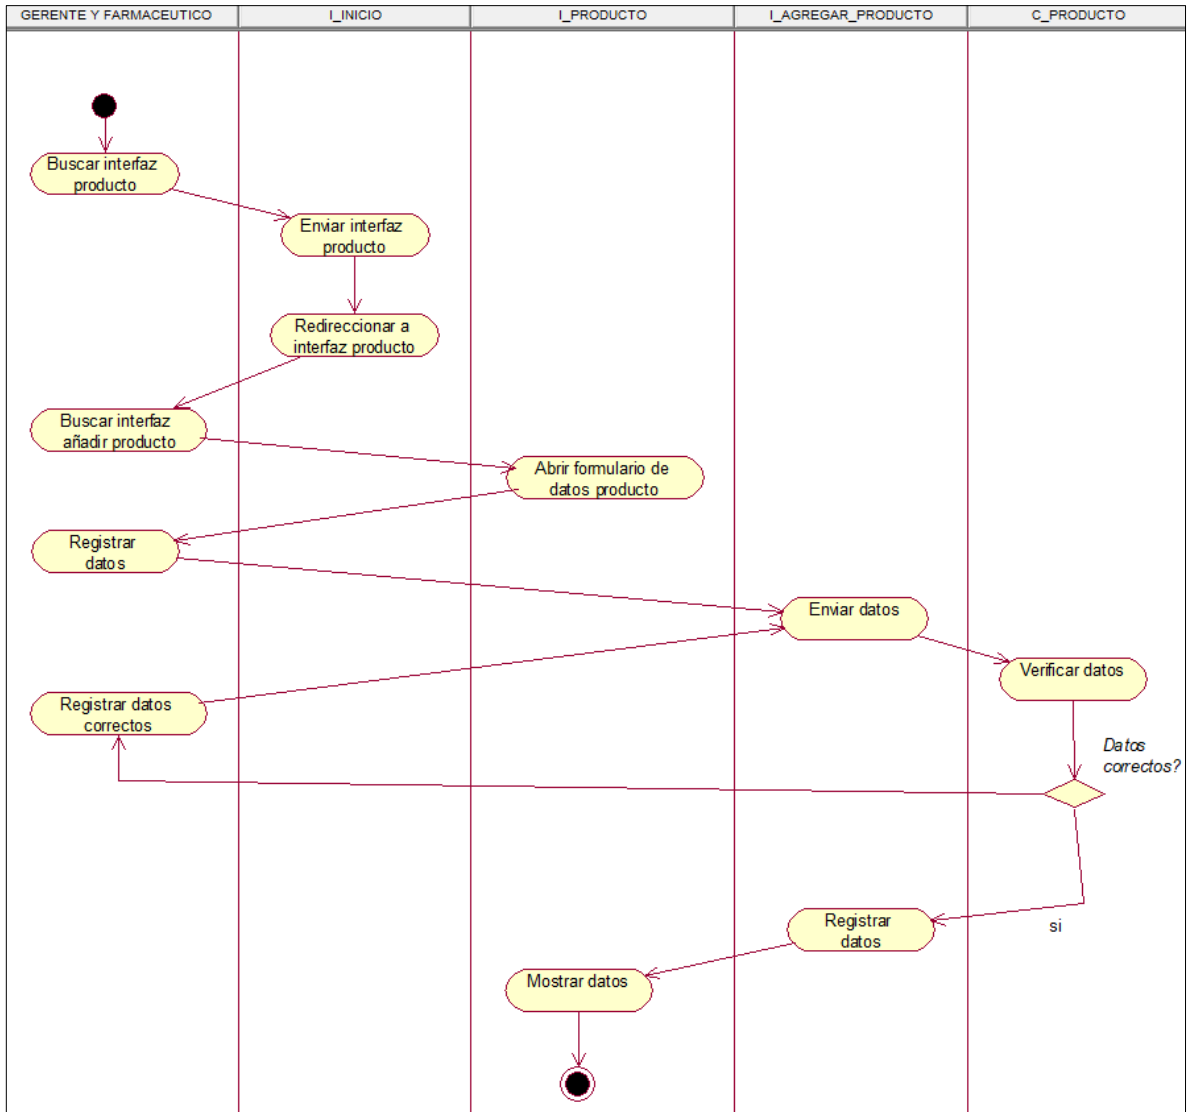 GERENTE Y FARMACEUTICO
I_INICIO
I_PRODUCTO
I_AGREGAR_PRODUCTO
C_PRODUCTO
Buscar interfaz
producto
Enviar interfaz
producto
Redireccionar a
interfaz producto
Buscar interfaz
añadir producto
Abrir formulario de
datos producto
Registrar
datos
Enviar datos
Verificar datos
Registrar datos
correctos
Datos
correctos?
si
Registrar
datos
Mostrar datos